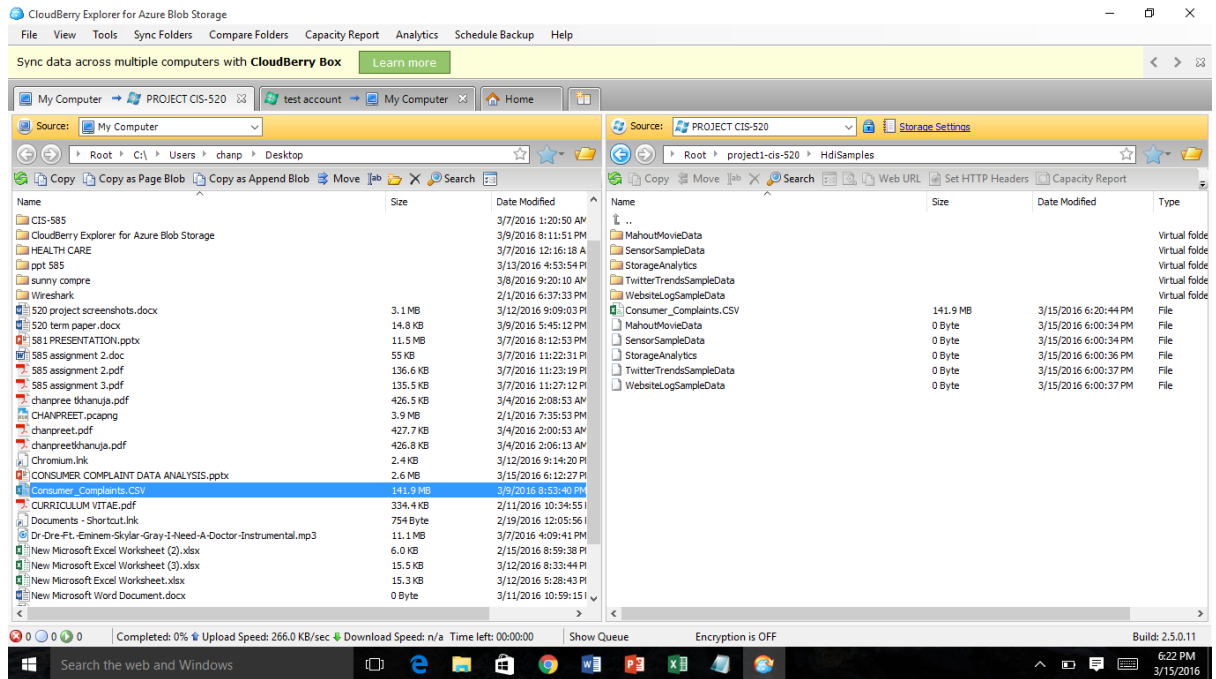 CloudBerry Explorer for Azure Blob Storage
File View Tools Sync Folders Compare Folders Capacity Report Analytics Schedule Backup Help
Sync data across multiple computers with CloudBerry Box Learn more
My Computer PROJECT CIS-520 test account My Computer Home
Source: My Computer
Root C:\ Users chanp Desktop
Copy Copy as Page Blob Copy as Append Blob Move Search
Name Size Date Modified
CIS-585 3/7/2016 1:20:50 AM
CloudBerry Explorer for Azure Blob Storage 3/9/2016 8:11:51 PM
HEALTH CARE 3/7/2016 12:16:18 A
ppt 585 3/13/2016 4:53:54 P
sunny compre 3/8/2016 9:20:10 AM
Wireshark 2/1/2016 6:37:33 PM
520 project screenshots.docx 3.1 MB 3/12/2016 9:09:03 P
520 term paper.docx 14.8 KB 3/9/2016 5:45:12 PM
581 PRESENTATION.pptx 11.5 MB 3/7/2016 8:12:53 PM
585 assignment 2.doc 55 KB 3/7/2016 11:22:31 P
585 assignment 2.pdf 136.6 KB 3/7/2016 11:23:19 P
585 assignment 3.pdf 135.5 KB 3/7/2016 11:27:12 P
chanpree tkhanuja.pdf 426.5 KB 3/4/2016 2:08:53 AM
CHANPREET.pcapng 3.9 MB 2/1/2016 7:35:53 PM
chanpreet.pdf 427.7 KB 3/4/2016 2:00:53 AM
chanpreetkhanuja.pdf 426.8 KB 3/4/2016 2:06:13 AM
Chromium.lnk 2.4 KB 3/12/2016 9:14:20 P
CONSUMER COMPLAINT DATA ANALYSIS.pptx 2.6 MB 3/15/2016 6:12:27 P
Consumer_Complaints.CSV 141.9 MB 3/9/2016 8:53:40 PM
CURRICULUM VITAE.pdf 334.4 KB 2/11/2016 10:34:55
Documents - Shortcut.lnk 754 Byte 2/19/2016 12:05:56
Dr-Dre-Ft.-Eminem-Skylar-Gray-I-Need-A-Doctor-Instrumental.mp3 11.1 MB 3/7/2016 4:09:41 PM
New Microsoft Excel Worksheet (2).xlsx 6.0 KB 2/15/2016 8:59:38 P
New Microsoft Excel Worksheet (3).xlsx 15.5 KB 3/12/2016 8:33:44 P
New Microsoft Excel Worksheet.xlsx 15.3 KB 3/12/2016 5:28:43 P
New Microsoft Word Document.docx 0 Byte 3/11/2016 10:59:15
Source: PROJECT CIS-520 Storage Settings
Root project1-cis-520 HdiSamples
Copy Move Search Web URL Set HTTP Headers Capacity Report
Name Size Date Modified Type
..
MahoutMovieData Virtual folde
SensorSampleData Virtual folde
StorageAnalytics Virtual folde
TwitterTrendsSampleData Virtual folde
WebsiteLogSampleData Virtual folde
Consumer_Complaints.CSV 141.9 MB 3/15/2016 6:20:44 PM File
MahoutMovieData 0 Byte 3/15/2016 6:00:34 PM File
SensorSampleData 0 Byte 3/15/2016 6:00:34 PM File
StorageAnalytics 0 Byte 3/15/2016 6:00:36 PM File
TwitterTrendsSampleData 0 Byte 3/15/2016 6:00:37 PM File
WebsiteLogSampleData 0 Byte 3/15/2016 6:00:37 PM File
0 0 0 Completed: 0% Upload Speed: 266.0 KB/sec Download Speed: n/a Time left: 00:00:00 Show Queue Encryption is OFF Build: 2.5.0.11
Search the web and Windows
6:22 PM
3/15/2016